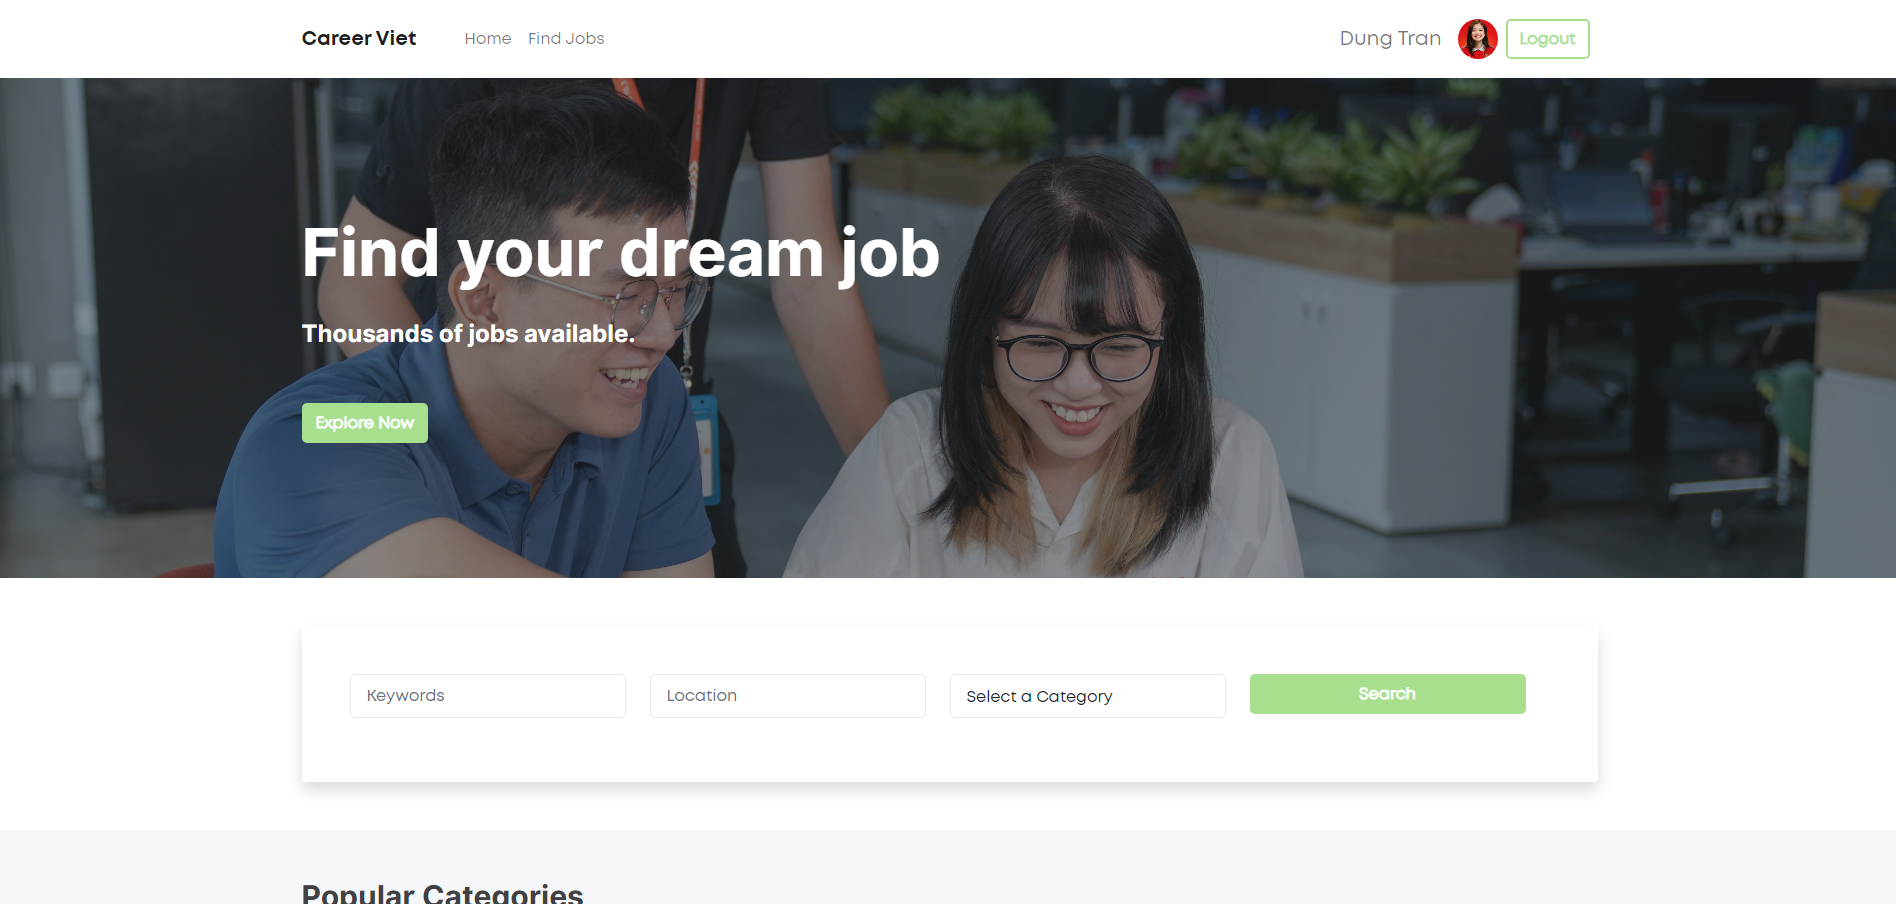 Career Viet Home Find Jobs Dung Tran Logout
Find your dream job
Thousands of jobs available.
Explore Now
Keywords Location Select a Category Search
Popular Categories